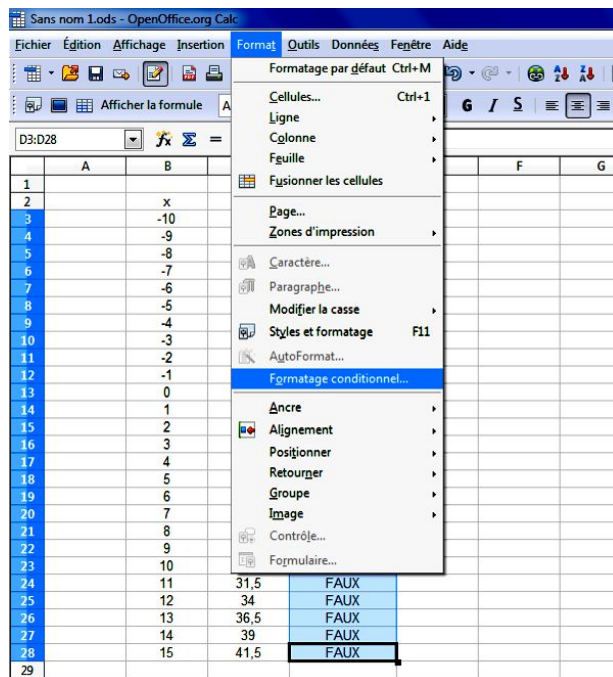 Sans nom 1.ods - OpenOffice.org Calc
Fichier Édition Affichage Insertion Format Outils Données Fenêtre Aide
Formatage par défaut Ctrl+M
Afficher la formule A
Cellules... Ctrl+1
G I S
Ligne
D3:D28
Colonne
Feuille
Fusionner les cellules
Page...
Zones d'impression
Caractère...
Paragraphe...
Modifier la casse
Styles et formatage F11
AutoFormat...
Formatage conditionnel...
Ancre
Alignement
Positionner
Retourner
Groupe
Image
Contrôle...
Formulaire...
A B F G
1
2 x
3 -10
4 -9
5 -8
6 -7
7 -6
8 -5
9 -4
10 -3
11 -2
12 -1
13 0
14 1
15 2
16 3
17 4
18 5
19 6
20 7
21 8
22 9
23 10
24 11 31,5 FAUX
25 12 34 FAUX
26 13 36,5 FAUX
27 14 39 FAUX
28 15 41,5 FAUX
29